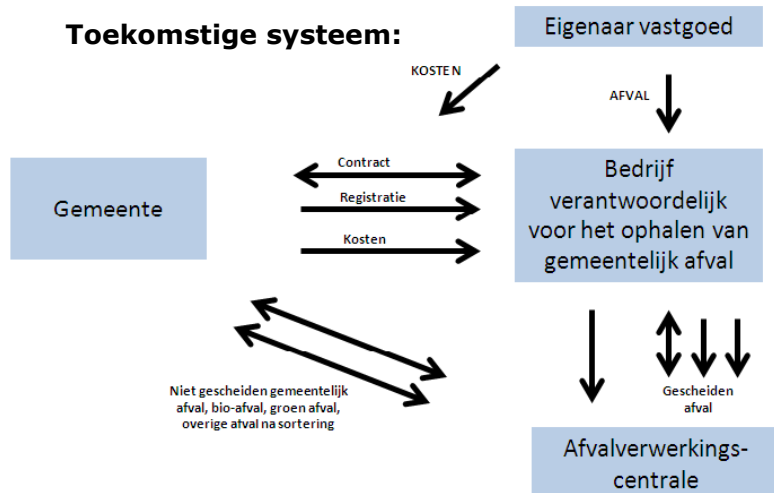 Toekomstige systeem:
Eigenaar vastgoed
KOSTEN
AFVAL
Gemeente
Contract
Registratie
Kosten
Bedrijf
verantwoordelijk
voor het ophalen van
gemeentelijk afval
Niet gescheiden gemeentelijk
afval, bio-afval, groen afval,
overige afval na sortering
Gescheiden
afval
Afvalverwerkings-
centrale